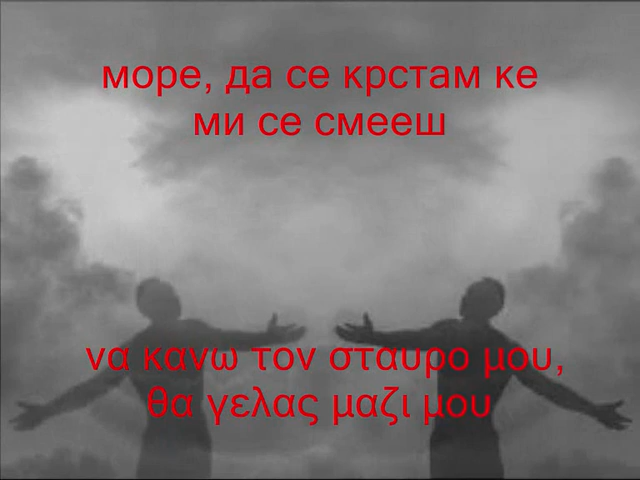 море, да се крстам ке
ми се смееш
να κανω τον σταυρο μου,
θα γελας μαζι μου